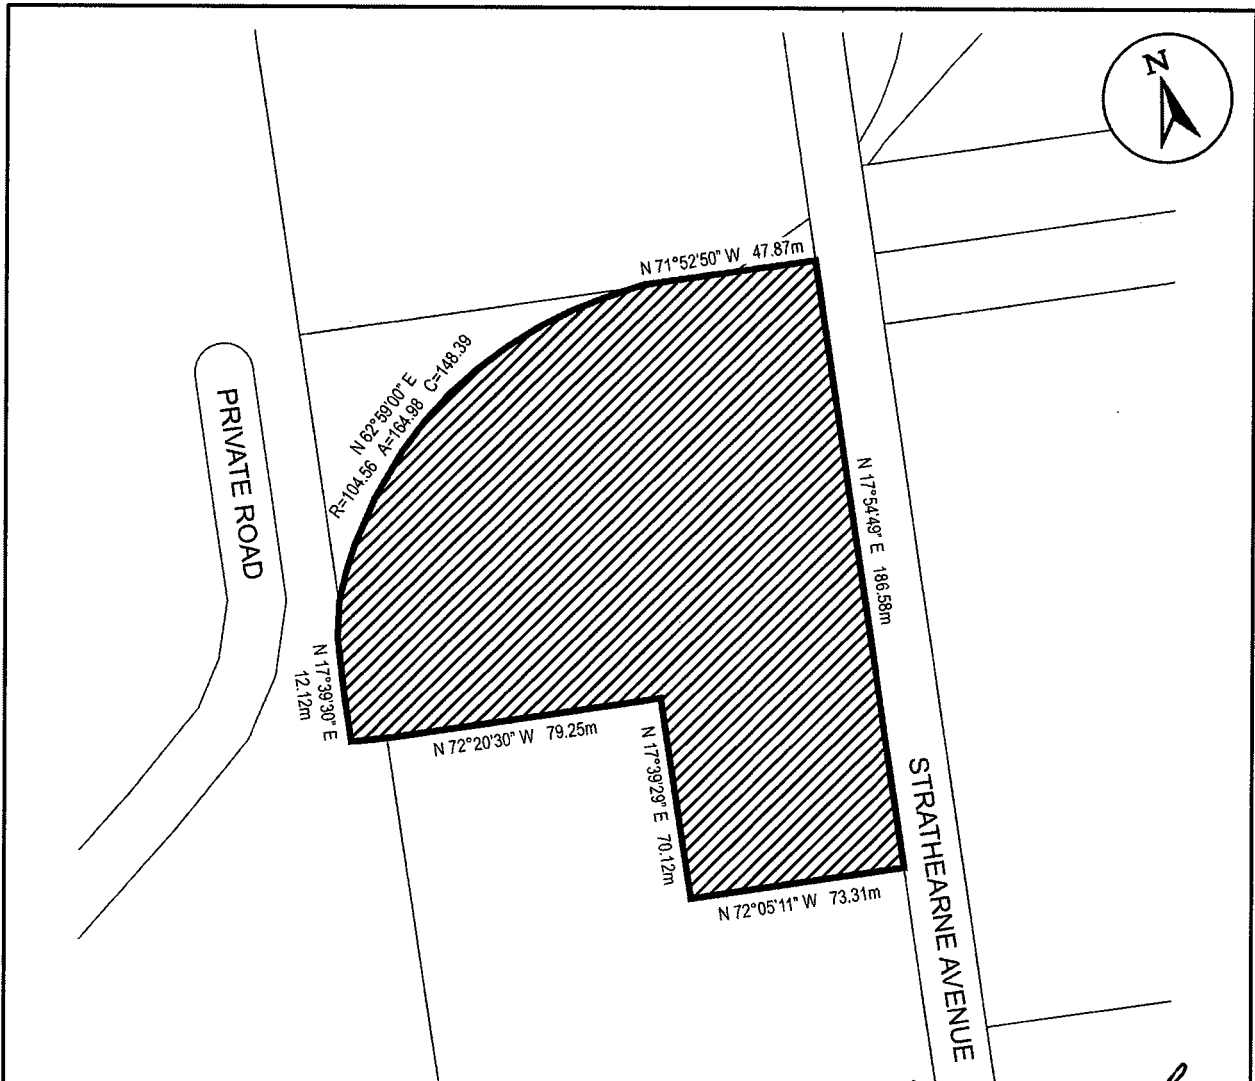 N
N 71°52'50" W 47.87m
N 62°59'00" E
R=104.56 A=164.98 C=148.39
PRIVATE ROAD
N 17°54'49" E 186.58m
N 17°39'30" E
12.12m
N 72°20'30" W 79.25m
N 17°39'29" E 70.12m
STRATHEARNE AVENUE
N 72°05'11" W 73.31m